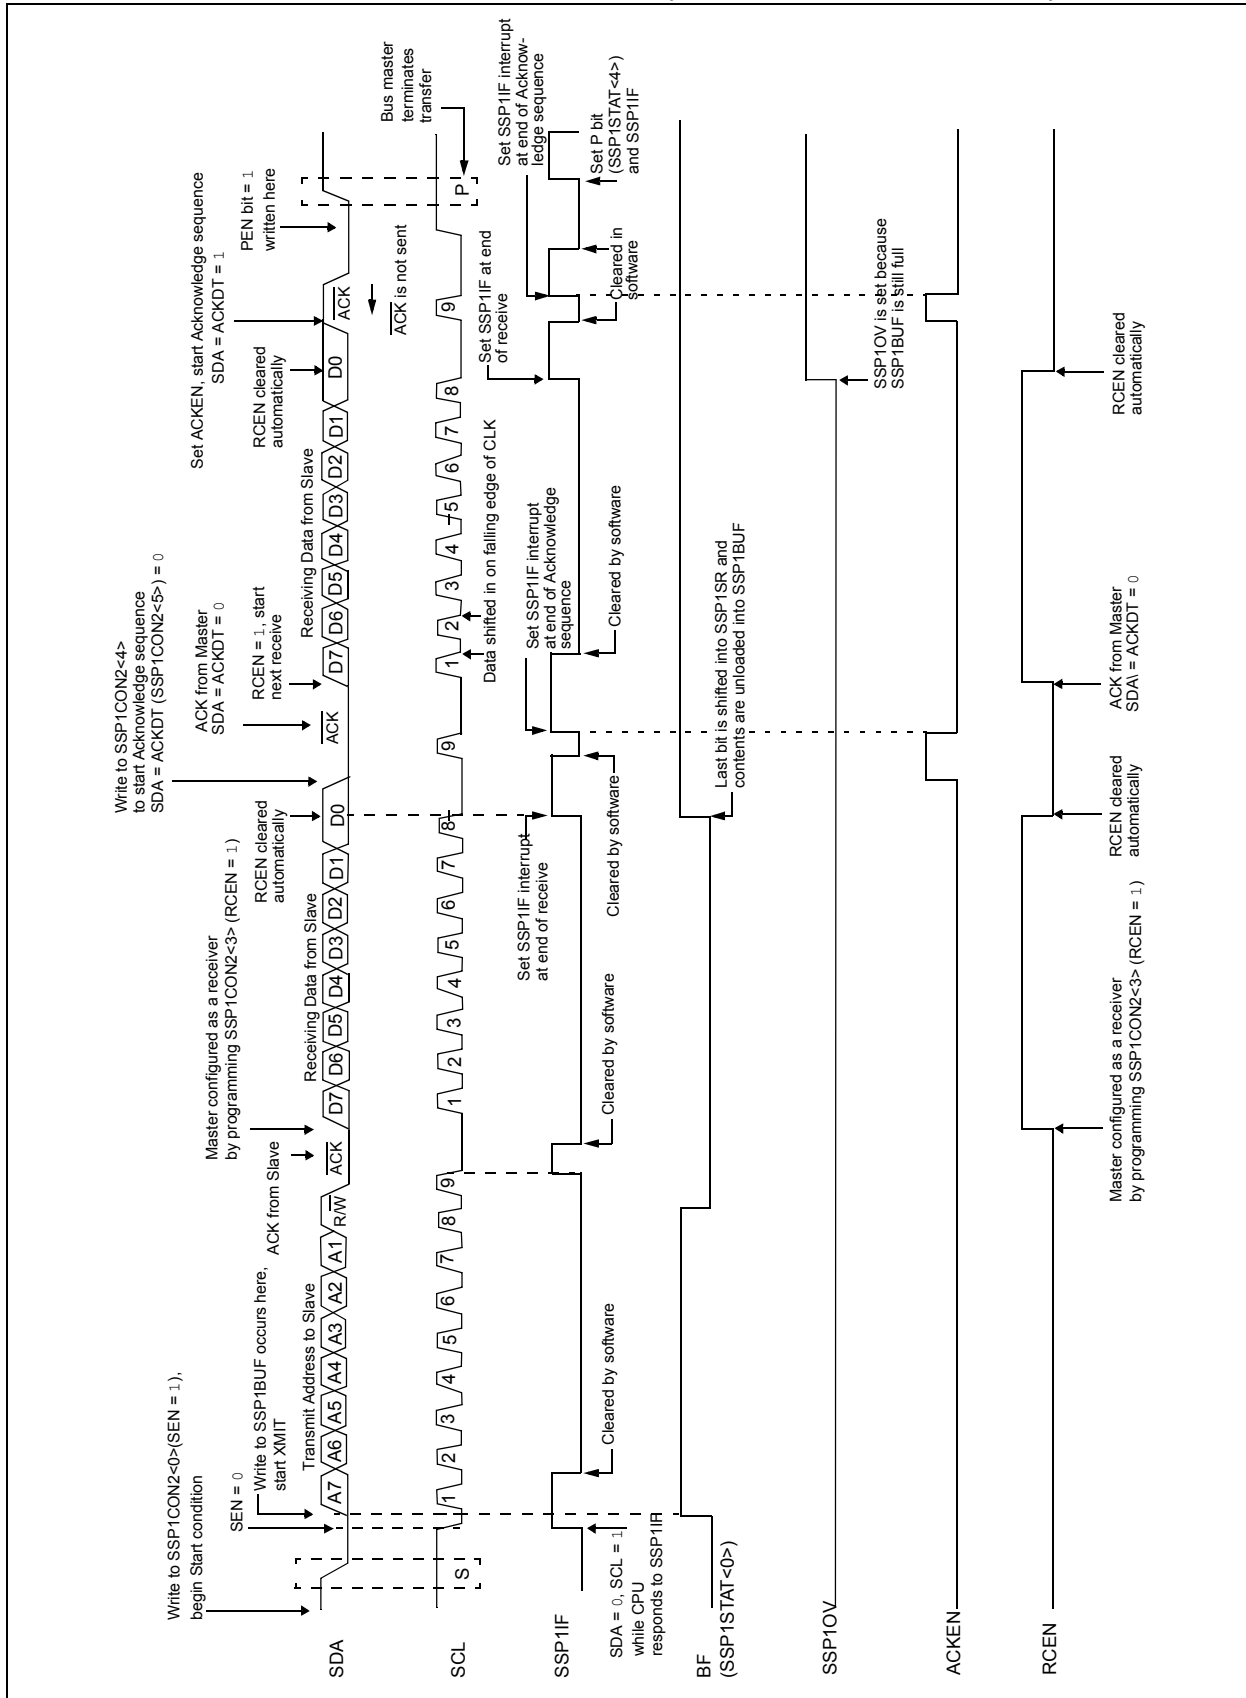 Write to SSP1CON2<0>(SEN = 1),
begin Start condition
SEN = 0
Write to SSP1BUF occurs here,
start XMIT
ACK from Slave
Master configured as a receiver
by programming SSP1CON2<3> (RCEN = 1)
RCEN cleared
automatically
Write to SSP1CON2<4>
to start Acknowledge sequence
SDA = ACKDT (SSP1CON2<5>) = 0
ACK from Master
SDA = ACKDT = 0
RCEN = 1, start
next receive
RCEN cleared
automatically
Set ACKEN, start Acknowledge sequence
SDA = ACKDT = 1
PEN bit = 1
written here
Transmit Address to Slave
Receiving Data from Slave
Receiving Data from Slave
SDA
A7 A6 A5 A4 A3 A2 A1 R/W ACK D7 D6 D5 D4 D3 D2 D1 D0 ACK D7 D6 D5 D4 D3 D2 D1 D0 ACK
ACK is not sent
Bus master
terminates
transfer
SCL
S 1 2 3 4 5 6 7 8 9 1 2 3 4 5 6 7 8 9 1 2 3 4 5 6 7 8 9 P
Data shifted in on falling edge of CLK
Set SSP1IF interrupt
at end of receive
Set SSP1IF interrupt
at end of Acknowledge
sequence
Set SSP1IF at end
of receive
Set SSP1IF interrupt
at end of Acknow-
ledge sequence
SSP1IF
SDA = 0, SCL = 1
while CPU
responds to SSP1IF
Cleared by software
Cleared by software
Cleared by software
Cleared by software
Cleared in
software
Set P bit
(SSP1STAT<4>)
and SSP1IF
BF
(SSP1STAT<0>)
Last bit is shifted into SSP1SR and
contents are unloaded into SSP1BUF
SSP1OV
SSP1OV is set because
SSP1BUF is still full
ACKEN
RCEN
Master configured as a receiver
by programming SSP1CON2<3> (RCEN = 1)
RCEN cleared
automatically
ACK from Master
SDA\ = ACKDT = 0
RCEN cleared
automatically